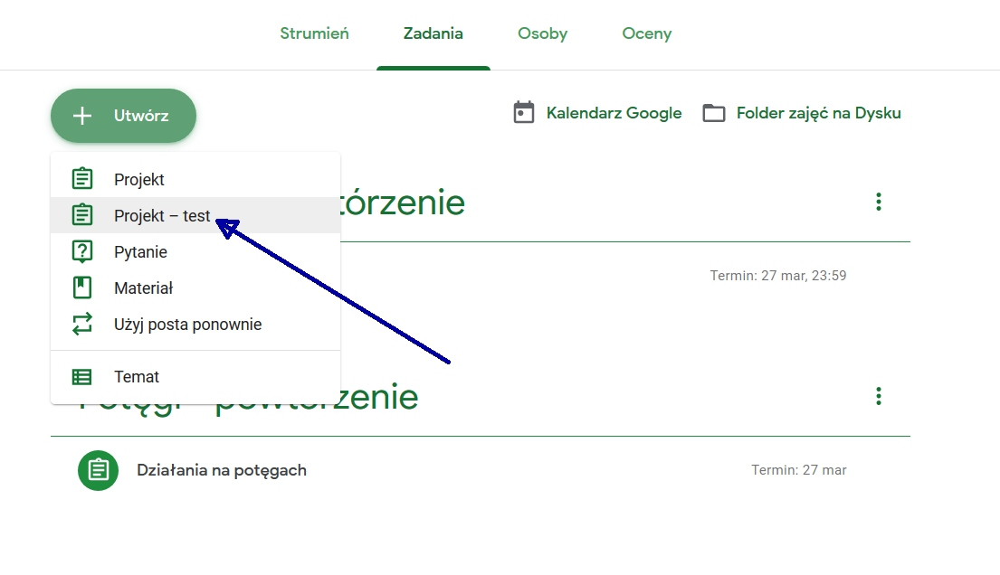 Strumień Zadania Osoby Oceny
Utwórz
Kalendarz Google Folder zajęć na Dysku
Projekt
Projekt – test
Pytanie
Materiał
Użyj posta ponownie
Temat
Termin: 27 mar, 23:59
Działania na potęgach
Termin: 27 mar